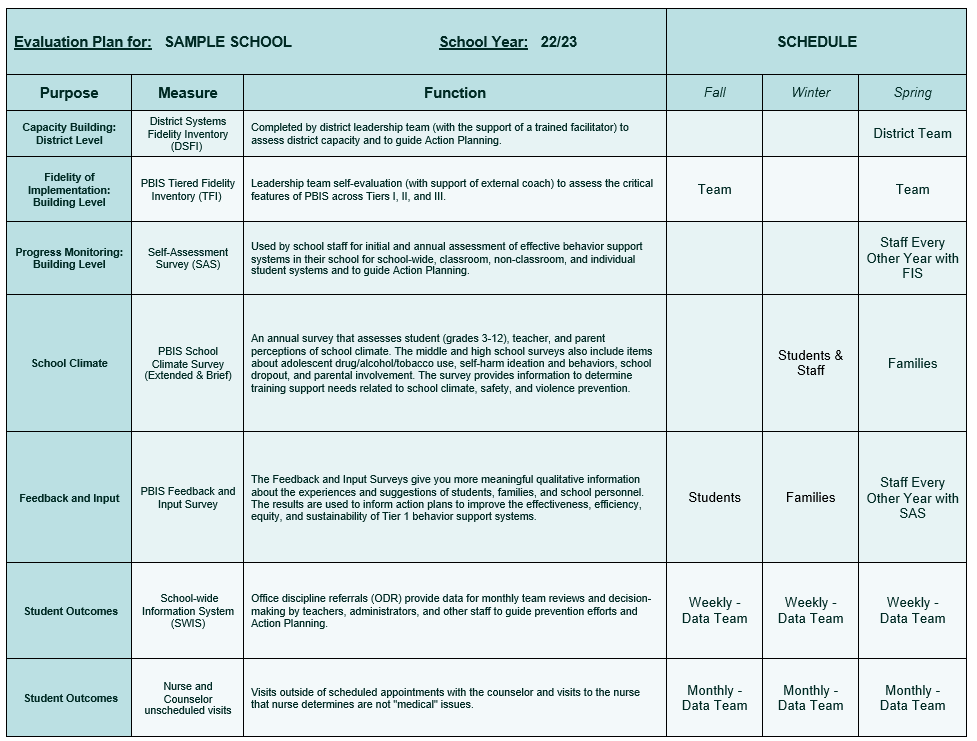 Evaluation Plan for: SAMPLE SCHOOL School Year: 22/23 SCHEDULE
Purpose Measure Function Fall Winter Spring
Capacity Building:
District Level
District Systems
Fidelity Inventory
(DSFI)
Completed by district leadership team (with the support of a trained facilitator) to
assess district capacity and to guide Action Planning.
District Team
Fidelity of
Implementation:
Building Level
PBIS Tiered Fidelity
Inventory (TFI)
Leadership team self-evaluation (with support of external coach) to assess the critical
features of PBIS across Tiers I, II, and III.
Team
Team
Progress Monitoring:
Building Level
Self-Assessment
Survey (SAS)
Used by school staff for initial and annual assessment of effective behavior support
systems in their school for school-wide, classroom, non-classroom, and individual
student systems and to guide Action Planning.
Staff Every
Other Year with
FIS
School Climate
PBIS School
Climate Survey
(Extended & Brief)
An annual survey that assesses student (grades 3-12), teacher, and parent
perceptions of school climate. The middle and high school surveys also include items
about adolescent drug/alcohol/tobacco use, self-harm ideation and behaviors, school
dropout, and parental involvement. The survey provides information to determine
training support needs related to school climate, safety, and violence prevention.
Students &
Staff
Families
Feedback and Input
PBIS Feedback and
Input Survey
The Feedback and Input Surveys give you more meaningful qualitative information
about the experiences and suggestions of students, families, and school personnel.
The results are used to inform action plans to improve the effectiveness, efficiency,
equity, and sustainability of Tier 1 behavior support systems.
Students
Families
Staff Every
Other Year with
SAS
Student Outcomes
School-wide
Information System
(SWIS)
Office discipline referrals (ODR) provide data for monthly team reviews and decision-
making by teachers, administrators, and other staff to guide prevention efforts and
Action Planning.
Weekly -
Data Team
Weekly -
Data Team
Weekly -
Data Team
Student Outcomes
Nurse and
Counselor
unscheduled visits
Visits outside of scheduled appointments with the counselor and visits to the nurse
that nurse determines are not "medical" issues.
Monthly -
Data Team
Monthly -
Data Team
Monthly -
Data Team